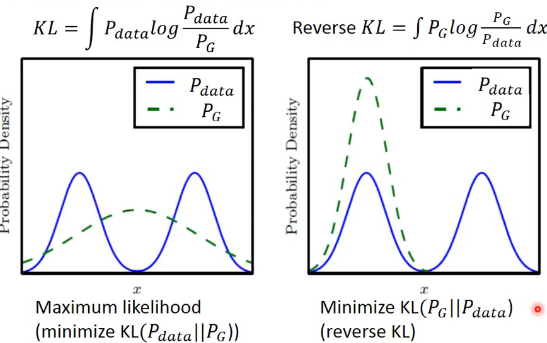 KL = ∫ P_data log P_data/P_G dx
Reverse KL = ∫ P_G log P_G/P_data dx
Probability Density
P_data
P_G
x
Probability Density
P_data
P_G
x
Maximum likelihood
(minimize KL(P_data||P_G))
Minimize KL(P_G||P_data)
(reverse KL)